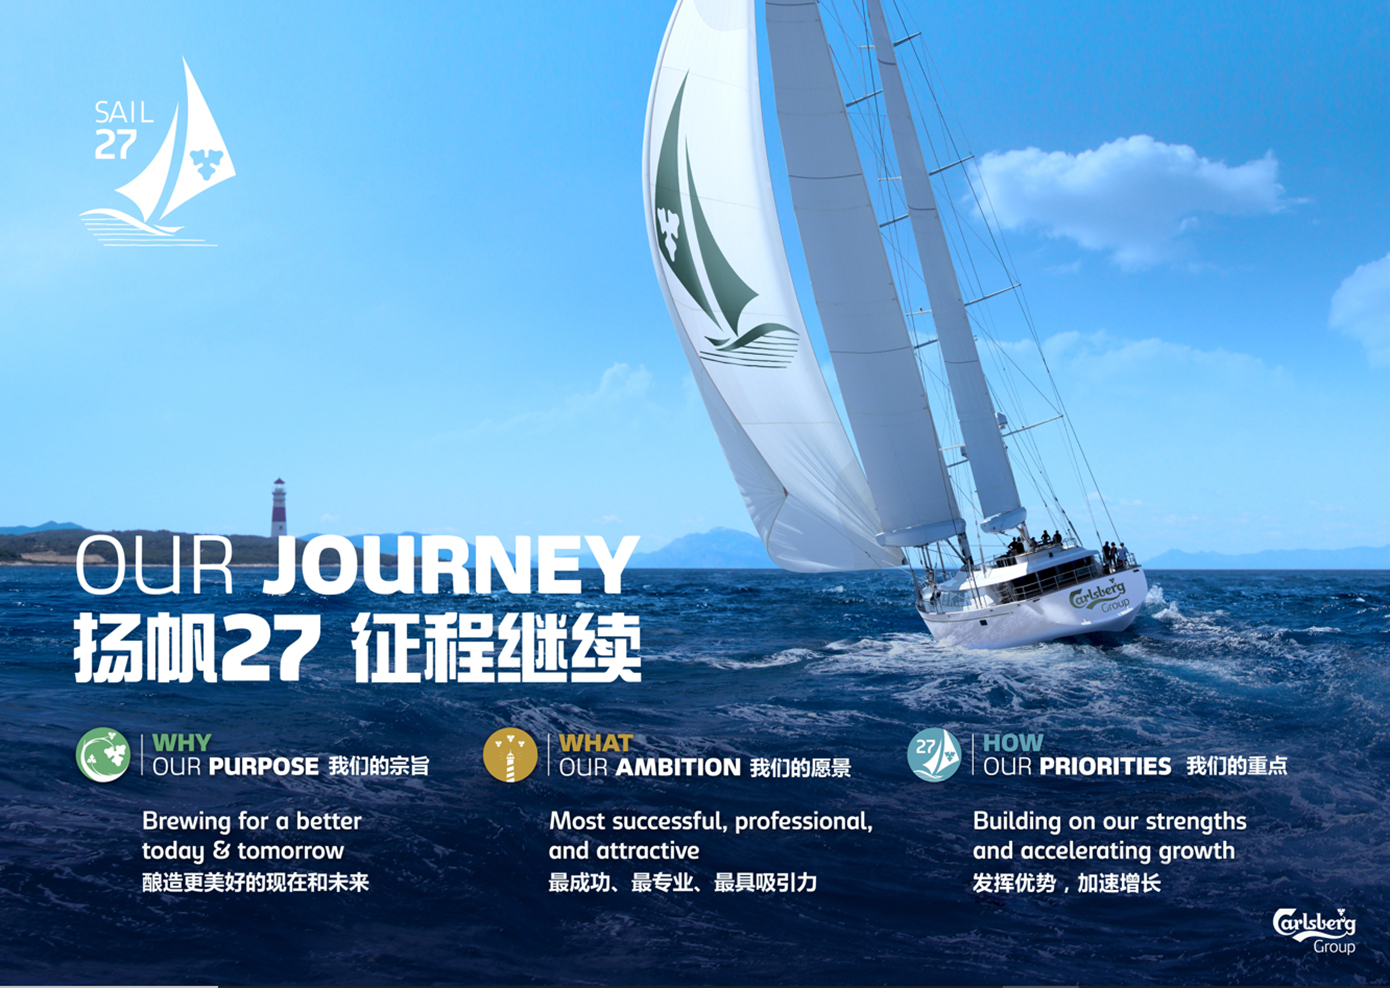 SAIL
27
OUR JOURNEY
扬帆27 征程继续
WHY
OUR PURPOSE 我们的宗旨
Brewing for a better
today & tomorrow
酿造更美好的现在和未来
27
WHAT
OUR AMBITION 我们的愿景
Most successful, professional,
and attractive
最成功、最专业、最具吸引力
HOW
OUR PRIORITIES 我们的重点
Building on our strengths
and accelerating growth
发挥优势，加速增长
Carlsberg
Group
Carlsberg
Group